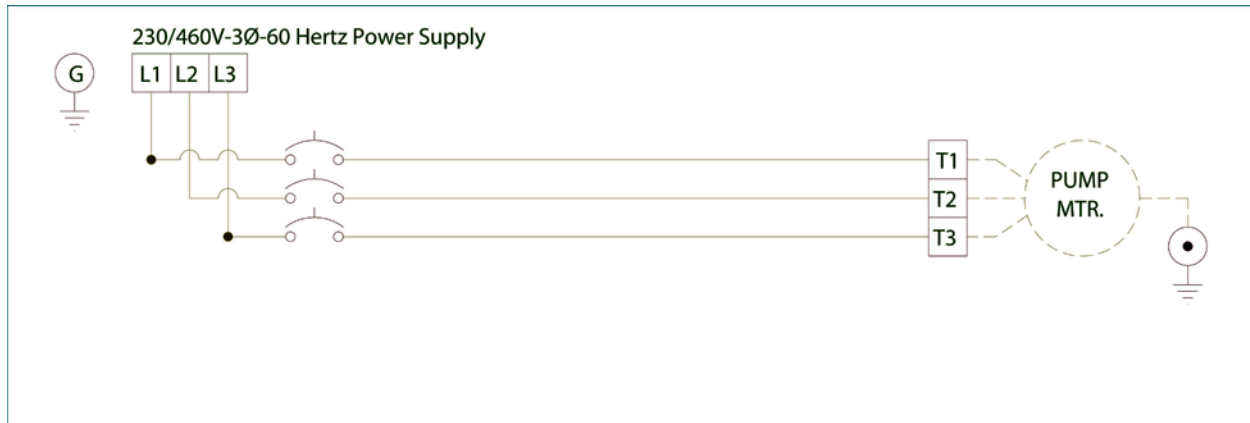 230/460V-3Ø-60 Hertz Power Supply
G
L1 L2 L3
T1
T2
T3
PUMP
MTR.